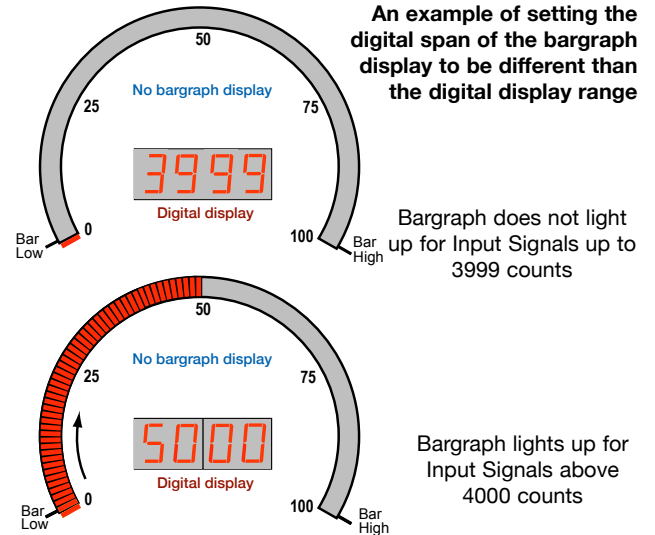 An example of setting the
digital span of the bargraph
display to be different than
the digital display range
50
No bargraph display
25
75
3999
Digital display
0
100
Bar
Low
Bar
High
Bargraph does not light
up for Input Signals up to
3999 counts
50
No bargraph display
25
75
5000
Digital display
0
100
Bar
Low
Bar
High
Bargraph lights up for
Input Signals above
4000 counts